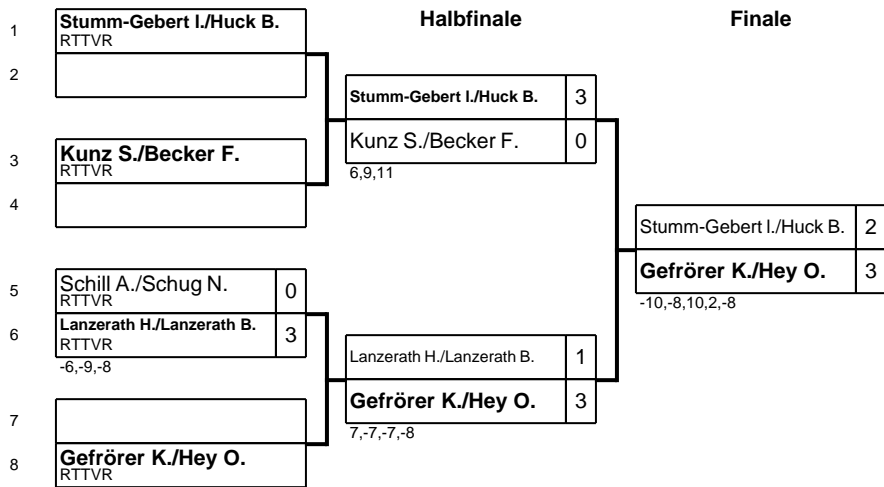 Halbfinale
Finale
1
Stumm-Gebert I./Huck B.
RTTVR
2
3
Kunz S./Becker F.
RTTVR
4
5
Schill A./Schug N. 0
RTTVR
6
Lanzerath H./Lanzerath B. 3
RTTVR
-6,-9,-8
7
8
Gefrörer K./Hey O.
RTTVR
Stumm-Gebert I./Huck B. 3
Kunz S./Becker F. 0
6,9,11
Lanzerath H./Lanzerath B. 1
Gefrörer K./Hey O. 3
7,-7,-7,-8
Stumm-Gebert I./Huck B. 2
Gefrörer K./Hey O. 3
-10,-8,10,2,-8